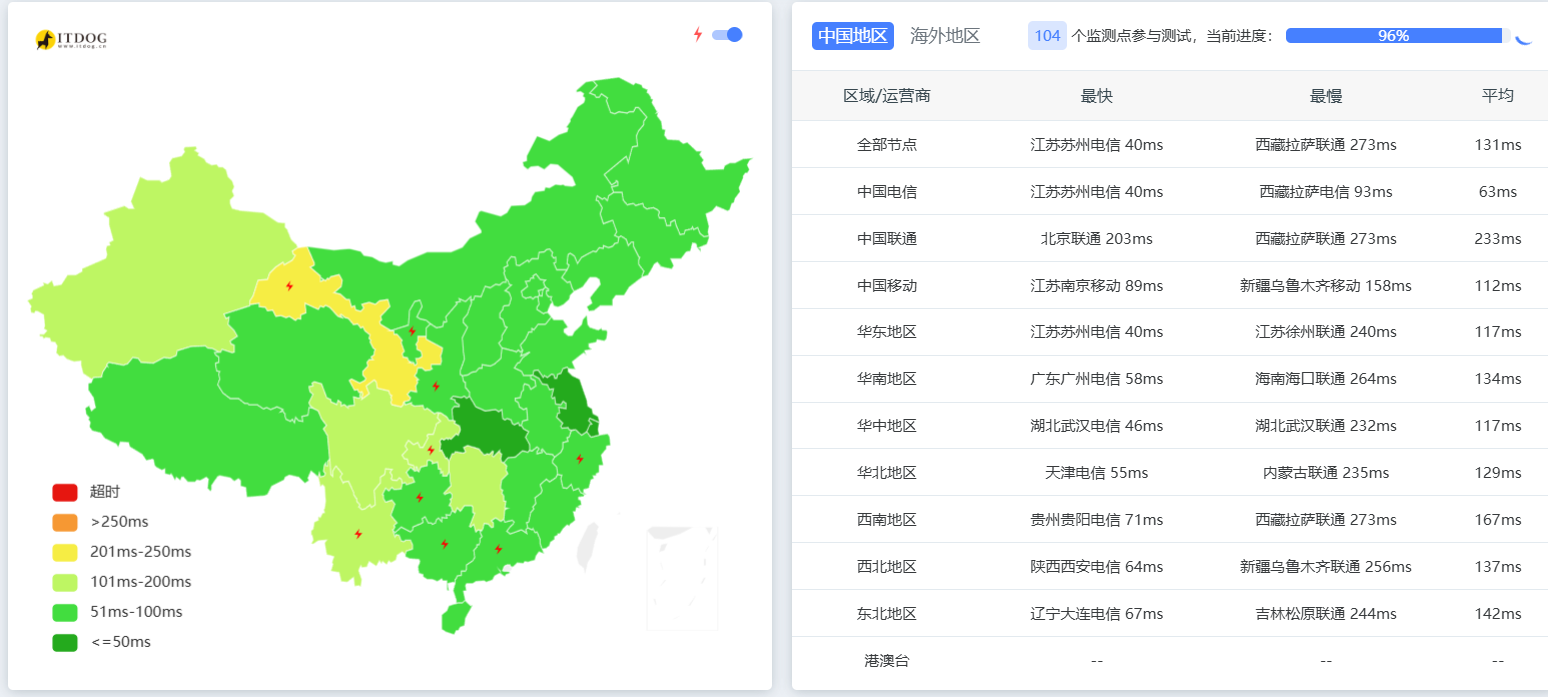 ITDOG
www.itdog.cn
超时
>250ms
201ms-250ms
101ms-200ms
51ms-100ms
<=50ms
中国地区 海外地区 104 个监测点参与测试，当前进度： 96%
区域/运营商 最快 最慢 平均
全部节点 江苏苏州电信 40ms 西藏拉萨联通 273ms 131ms
中国电信 江苏苏州电信 40ms 西藏拉萨电信 93ms 63ms
中国联通 北京联通 203ms 西藏拉萨联通 273ms 233ms
中国移动 江苏南京移动 89ms 新疆乌鲁木齐移动 158ms 112ms
华东地区 江苏苏州电信 40ms 江苏徐州联通 240ms 117ms
华南地区 广东广州电信 58ms 海南海口联通 264ms 134ms
华中地区 湖北武汉电信 46ms 湖北武汉联通 232ms 117ms
华北地区 天津电信 55ms 内蒙古联通 235ms 129ms
西南地区 贵州贵阳电信 71ms 西藏拉萨联通 273ms 167ms
西北地区 陕西西安电信 64ms 新疆乌鲁木齐联通 256ms 137ms
东北地区 辽宁大连电信 67ms 吉林松原联通 244ms 142ms
港澳台 -- -- --